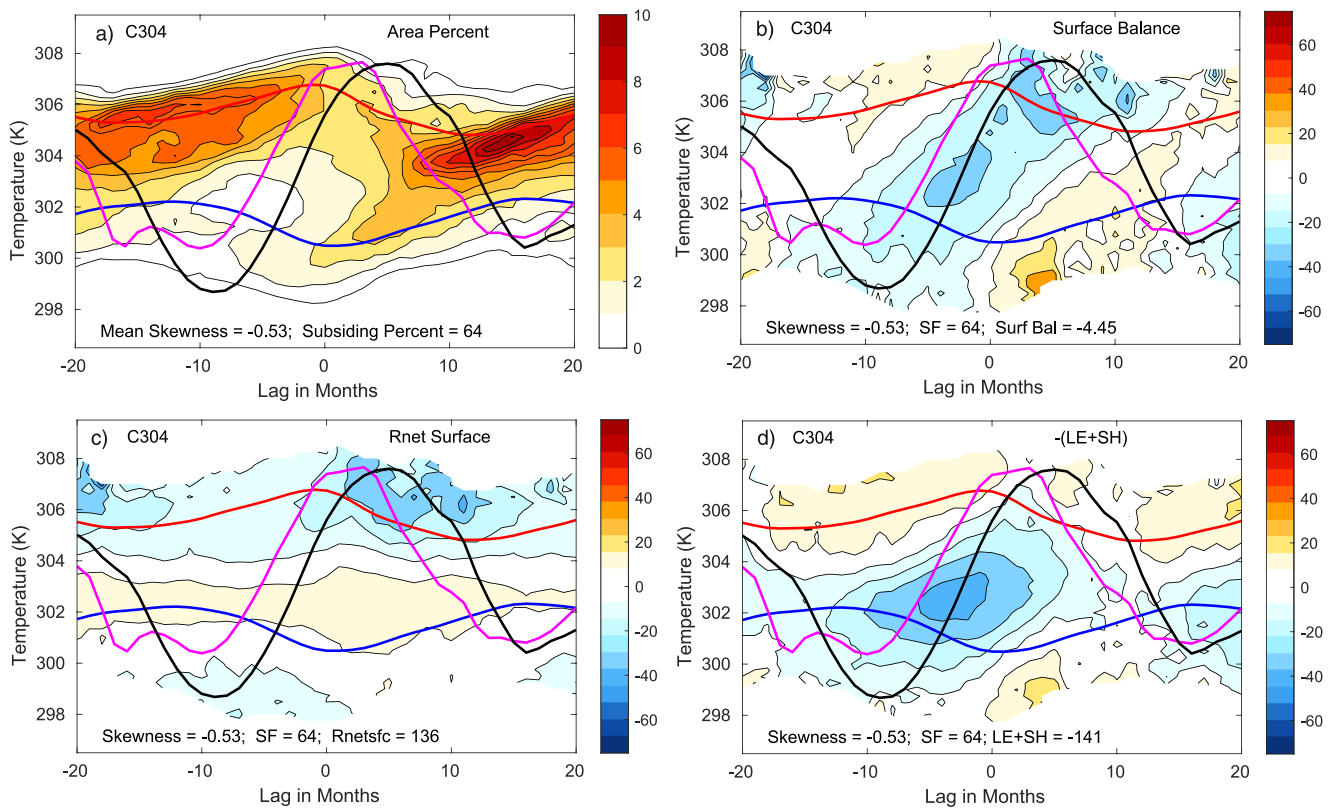 a) C304 Area Percent
308
306
304
302
300
298
Temperature (K)
Mean Skewness = -0.53; Subsiding Percent = 64
-20 -10 0 10 20
Lag in Months
10
8
6
4
2
0
b) C304 Surface Balance
308
306
304
302
300
298
Temperature (K)
Skewness = -0.53; SF = 64; Surf Bal = -4.45
-20 -10 0 10 20
Lag in Months
60
40
20
0
-20
-40
-60
c) C304 Rnet Surface
308
306
304
302
300
298
Temperature (K)
Skewness = -0.53; SF = 64; Rnetsfc = 136
-20 -10 0 10 20
Lag in Months
60
40
20
0
-20
-40
-60
d) C304 -(LE+SH)
308
306
304
302
300
298
Temperature (K)
Skewness = -0.53; SF = 64; LE+SH = -141
-20 -10 0 10 20
Lag in Months
60
40
20
0
-20
-40
-60